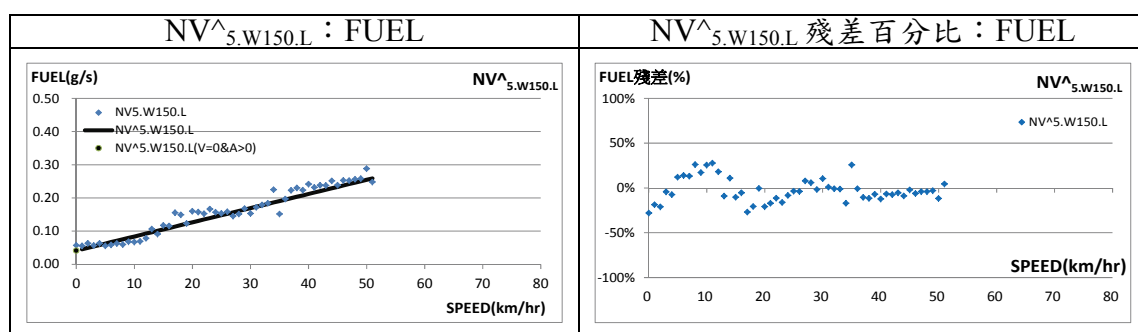 NV^5.W150.L：FUEL
NV^5.W150.L 殘差百分比：FUEL
FUEL(g/s)
NV^5.W150.L
0.50
0.40
0.30
0.20
0.10
0.00
NV5.W150.L
NV^5.W150.L
NV^5.W150.L(V=0&A>0)
0 10 20 30 40 50 60 70 80
SPEED(km/hr)
FUEL殘差(%)
NV^5.W150.L
100%
50%
0%
-50%
-100%
NV^5.W150.L
SPEED(km/hr)
0 10 20 30 40 50 60 70 80